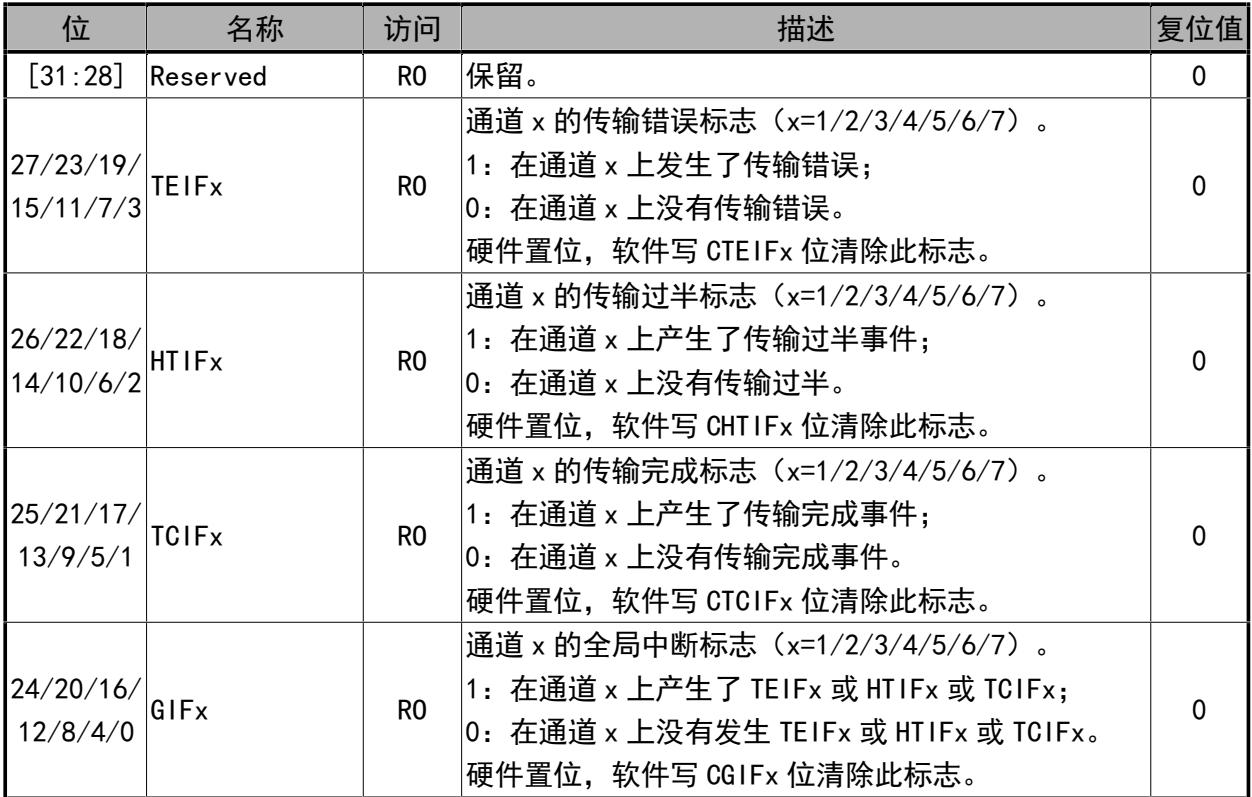 位 名称 访问 描述 复位值
[31:28] Reserved RO 保留。 0
27/23/19/
15/11/7/3
TEIFx
RO
通道 x 的传输错误标志（x=1/2/3/4/5/6/7）。
1：在通道 x 上发生了传输错误；
0：在通道 x 上没有传输错误。
硬件置位，软件写 CTEIFx 位清除此标志。
0
26/22/18/
14/10/6/2
HTIFx
RO
通道 x 的传输过半标志（x=1/2/3/4/5/6/7）。
1：在通道 x 上产生了传输过半事件；
0：在通道 x 上没有传输过半。
硬件置位，软件写 CHTIFx 位清除此标志。
0
25/21/17/
13/9/5/1
TCIFx
RO
通道 x 的传输完成标志（x=1/2/3/4/5/6/7）。
1：在通道 x 上产生了传输完成事件；
0：在通道 x 上没有传输完成事件。
硬件置位，软件写 CTCIFx 位清除此标志。
0
24/20/16/
12/8/4/0
GIFx
RO
通道 x 的全局中断标志（x=1/2/3/4/5/6/7）。
1：在通道 x 上产生了 TEIFx 或 HTIFx 或 TCIFx；
0：在通道 x 上没有发生 TEIFx 或 HTIFx 或 TCIFx。
硬件置位，软件写 CGIFx 位清除此标志。
0